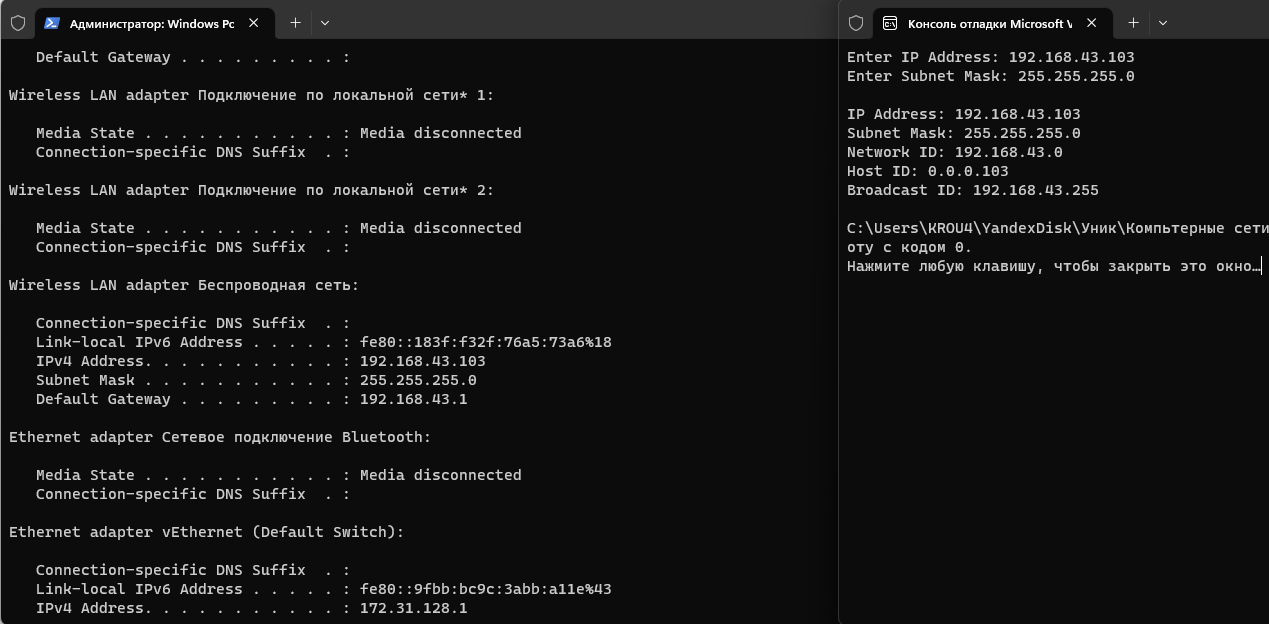 Администратор: Windows Pc
Default Gateway . . . . . . . . . :
Wireless LAN adapter Подключение по локальной сети* 1:
Media State . . . . . . . . . . . : Media disconnected
Connection-specific DNS Suffix  . :
Wireless LAN adapter Подключение по локальной сети* 2:
Media State . . . . . . . . . . . : Media disconnected
Connection-specific DNS Suffix  . :
Wireless LAN adapter Беспроводная сеть:
Connection-specific DNS Suffix  . :
Link-local IPv6 Address . . . . . : fe80::183f:f32f:76a5:73a6%18
IPv4 Address. . . . . . . . . . . : 192.168.43.103
Subnet Mask . . . . . . . . . . . : 255.255.255.0
Default Gateway . . . . . . . . . : 192.168.43.1
Ethernet adapter Сетевое подключение Bluetooth:
Media State . . . . . . . . . . . : Media disconnected
Connection-specific DNS Suffix  . :
Ethernet adapter vEthernet (Default Switch):
Connection-specific DNS Suffix  . :
Link-local IPv6 Address . . . . . : fe80::9fbb:bc9c:3abb:a11e%43
IPv4 Address. . . . . . . . . . . : 172.31.128.1
Консоль отладки Microsoft V
Enter IP Address: 192.168.43.103
Enter Subnet Mask: 255.255.255.0
IP Address: 192.168.43.103
Subnet Mask: 255.255.255.0
Network ID: 192.168.43.0
Host ID: 0.0.0.103
Broadcast ID: 192.168.43.255
C:\Users\KROU4\YandexDisk\Уник\Компьтерные сети
оту с кодом 0.
Нажмите любую клавишу, чтобы закрыть это окно…